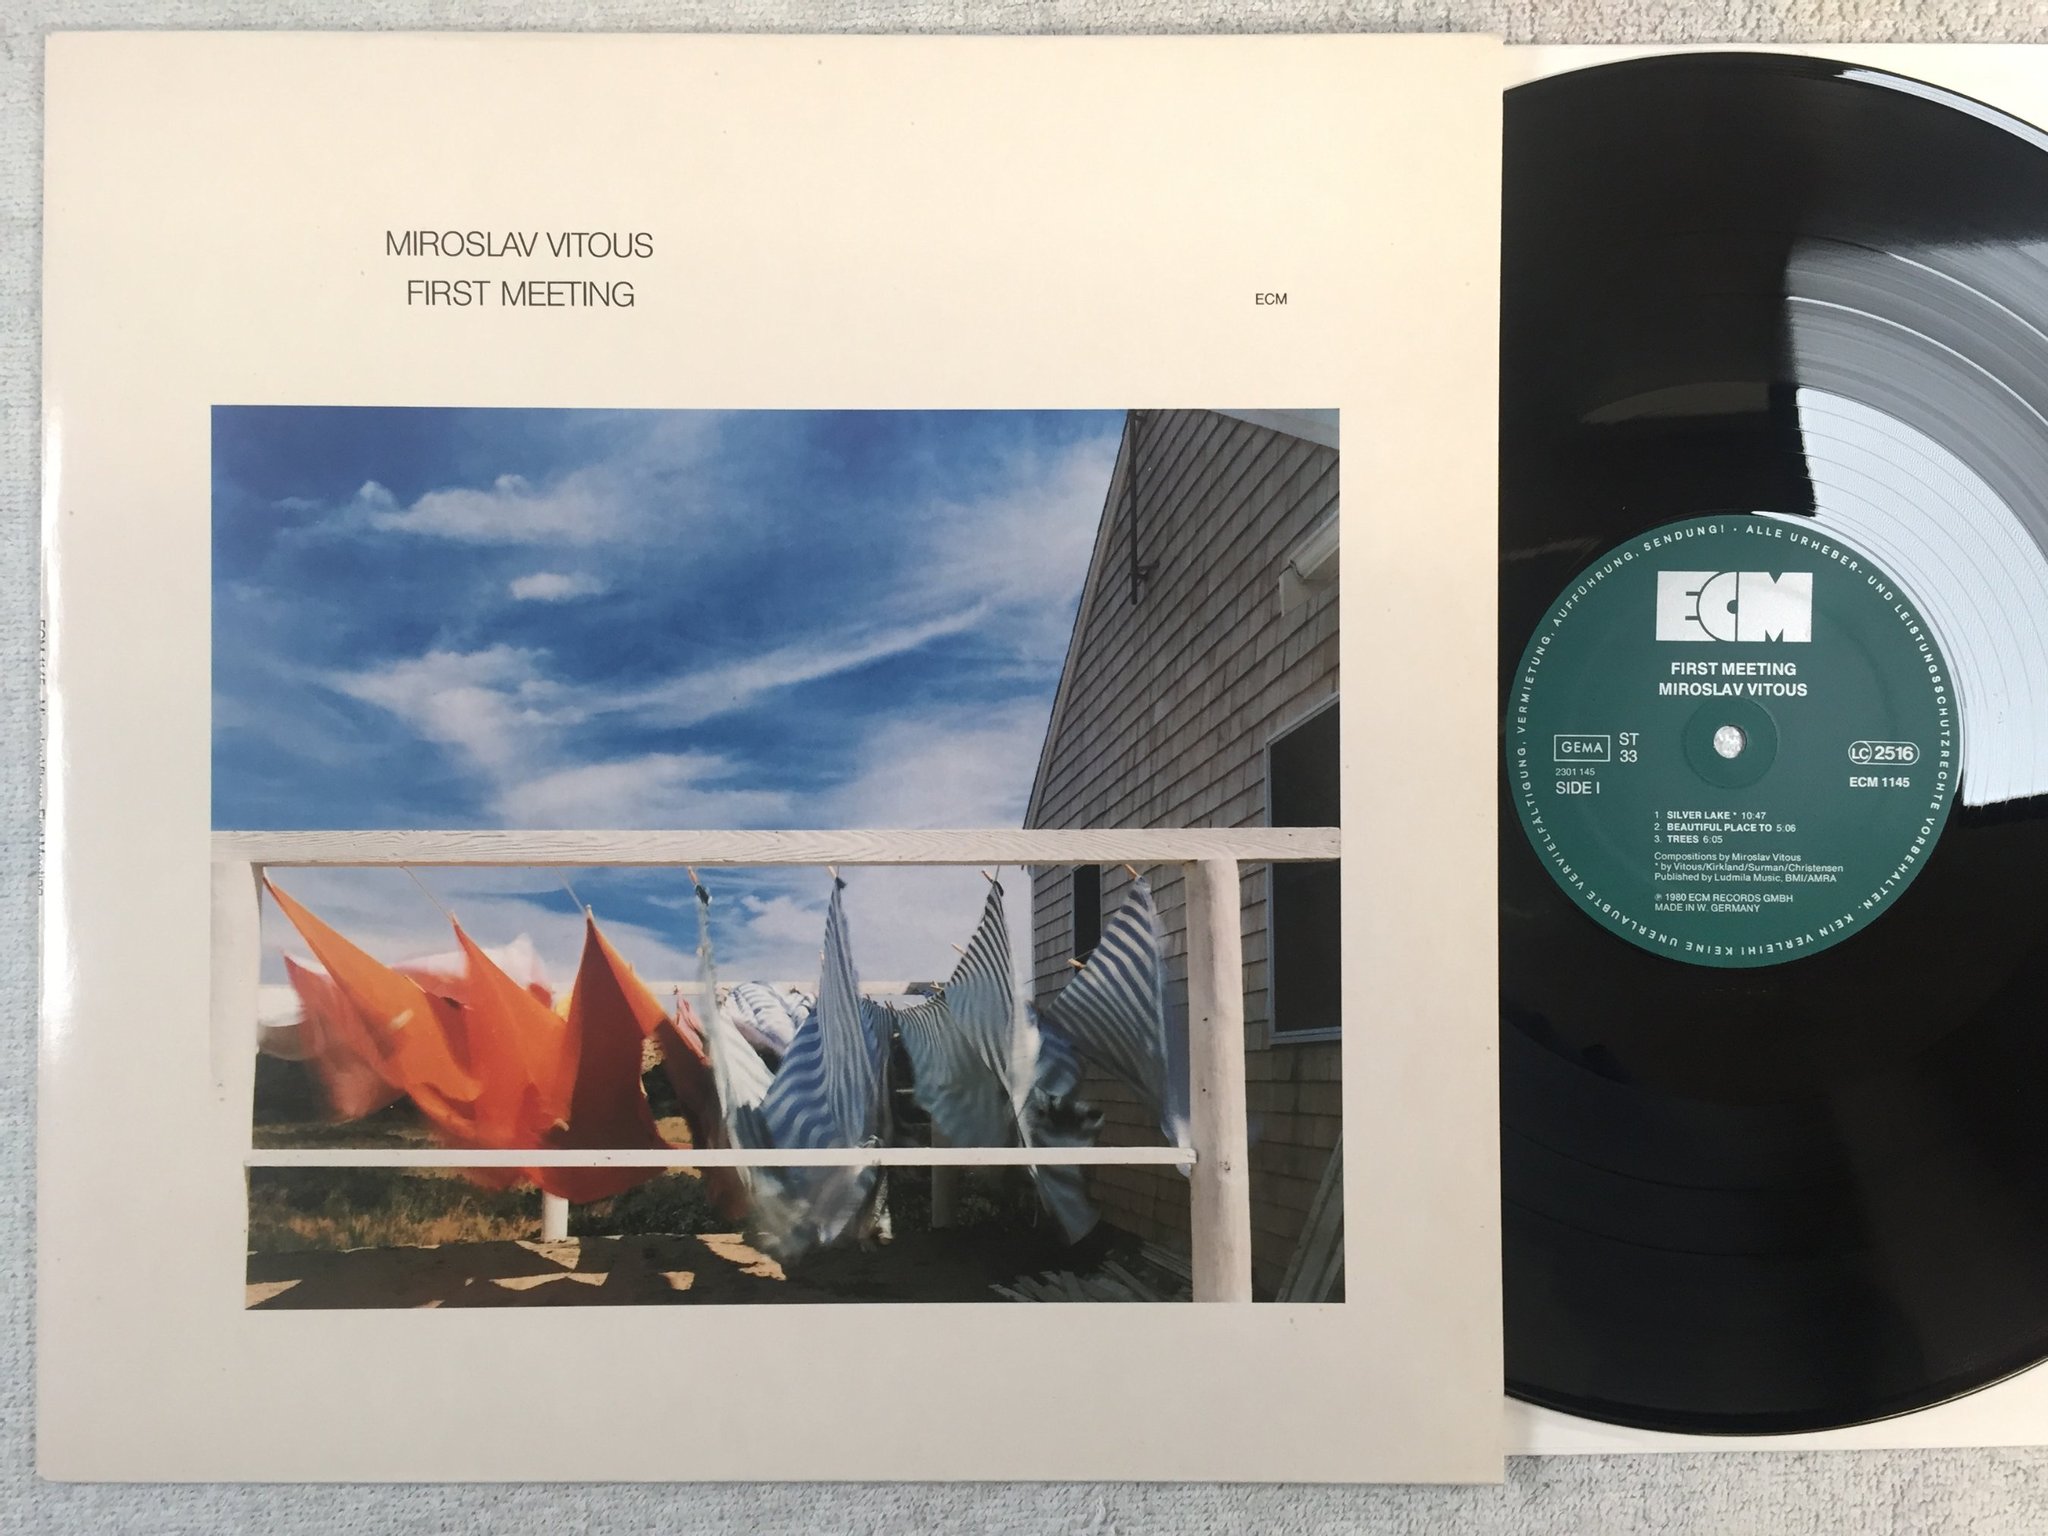 MIROSLAV VITOUS
FIRST MEETING
ECM
ECM
FIRST MEETING
MIROSLAV VITOUS
GEMA
ST
33
2301 145
SIDE I
LC 2516
ECM 1145
1 SILVER LAKE * 10:47
2. BEAUTIFUL PLACE TO 5:06
3. TREES 6:05
Compositions by Miroslav Vitous
* by Vitous/Kirkland/Surman/Christensen
Published by Ludmila Music, BMI/AMRA
℗ 1980 ECM RECORDS GMBH
MADE IN W. GERMANY
ALLE URHEBER- UND LEISTUNGSSCHUTZRECHTE VORBEHALTEN. KEIN VERLEIH! KEINE UNERLAUBTE VERVIELFÄLTIGUNG, VERMIETUNG, AUFFÜHRUNG, SENDUNG! ·